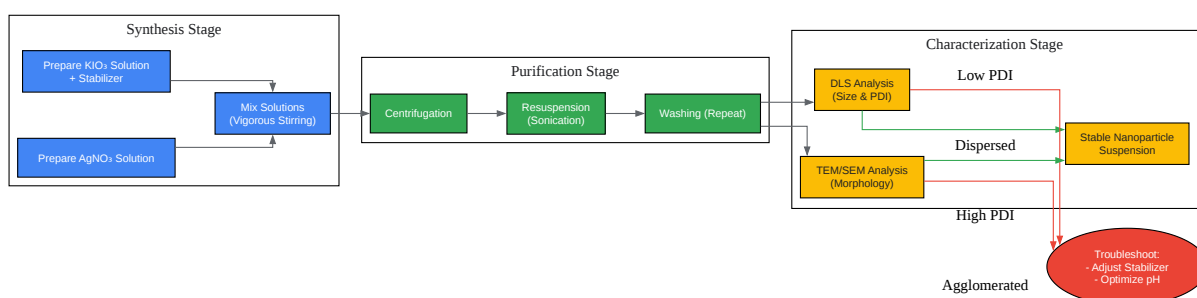 Synthesis Stage
Prepare KIO₃ Solution
+ Stabilizer
Mix Solutions
(Vigorous Stirring)
Prepare AgNO₃ Solution
Purification Stage
Centrifugation
Resuspension
(Sonication)
Washing (Repeat)
Characterization Stage
DLS Analysis
(Size & PDI)
Low PDI
Stable Nanoparticle
Suspension
Dispersed
TEM/SEM Analysis
(Morphology)
High PDI
Troubleshoot:
- Adjust Stabilizer
- Optimize pH
Agglomerated